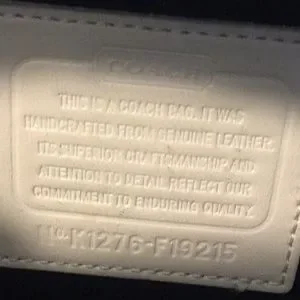 COACH
THIS IS A COACH BAG. IT WAS
HANDCRAFTED FROM GENUINE LEATHER.
ITS SUPERIOR CRAFTSMANSHIP AND
ATTENTION TO DETAIL REFLECT OUR
COMMITMENT TO ENDURING QUALITY.
No. K1276-F19215